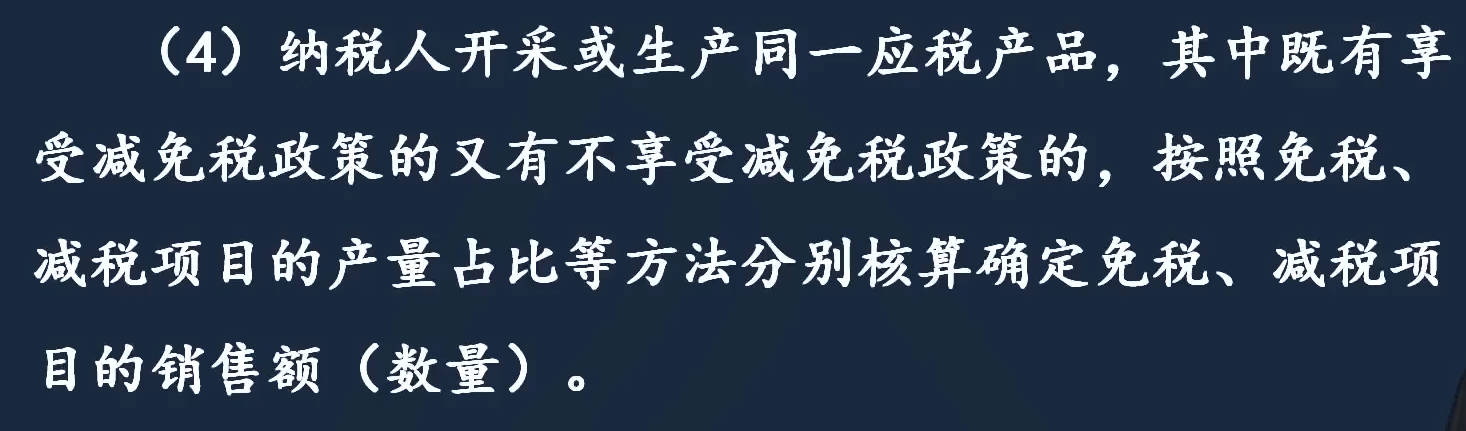 （4）纳税人开采或生产同一应税产品，其中既有享
受减免税政策的又有不享受减免税政策的，按照免税、
减税项目的产量占比等方法分别核算确定免税、减税项
目的销售额（数量）。